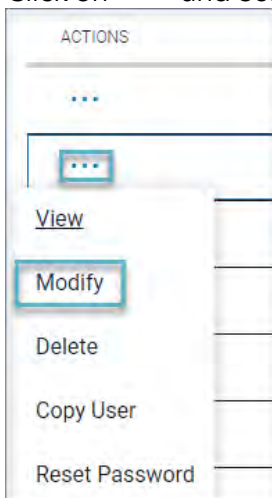 ACTIONS
...
...
View
Modify
Delete
Copy User
Reset Password